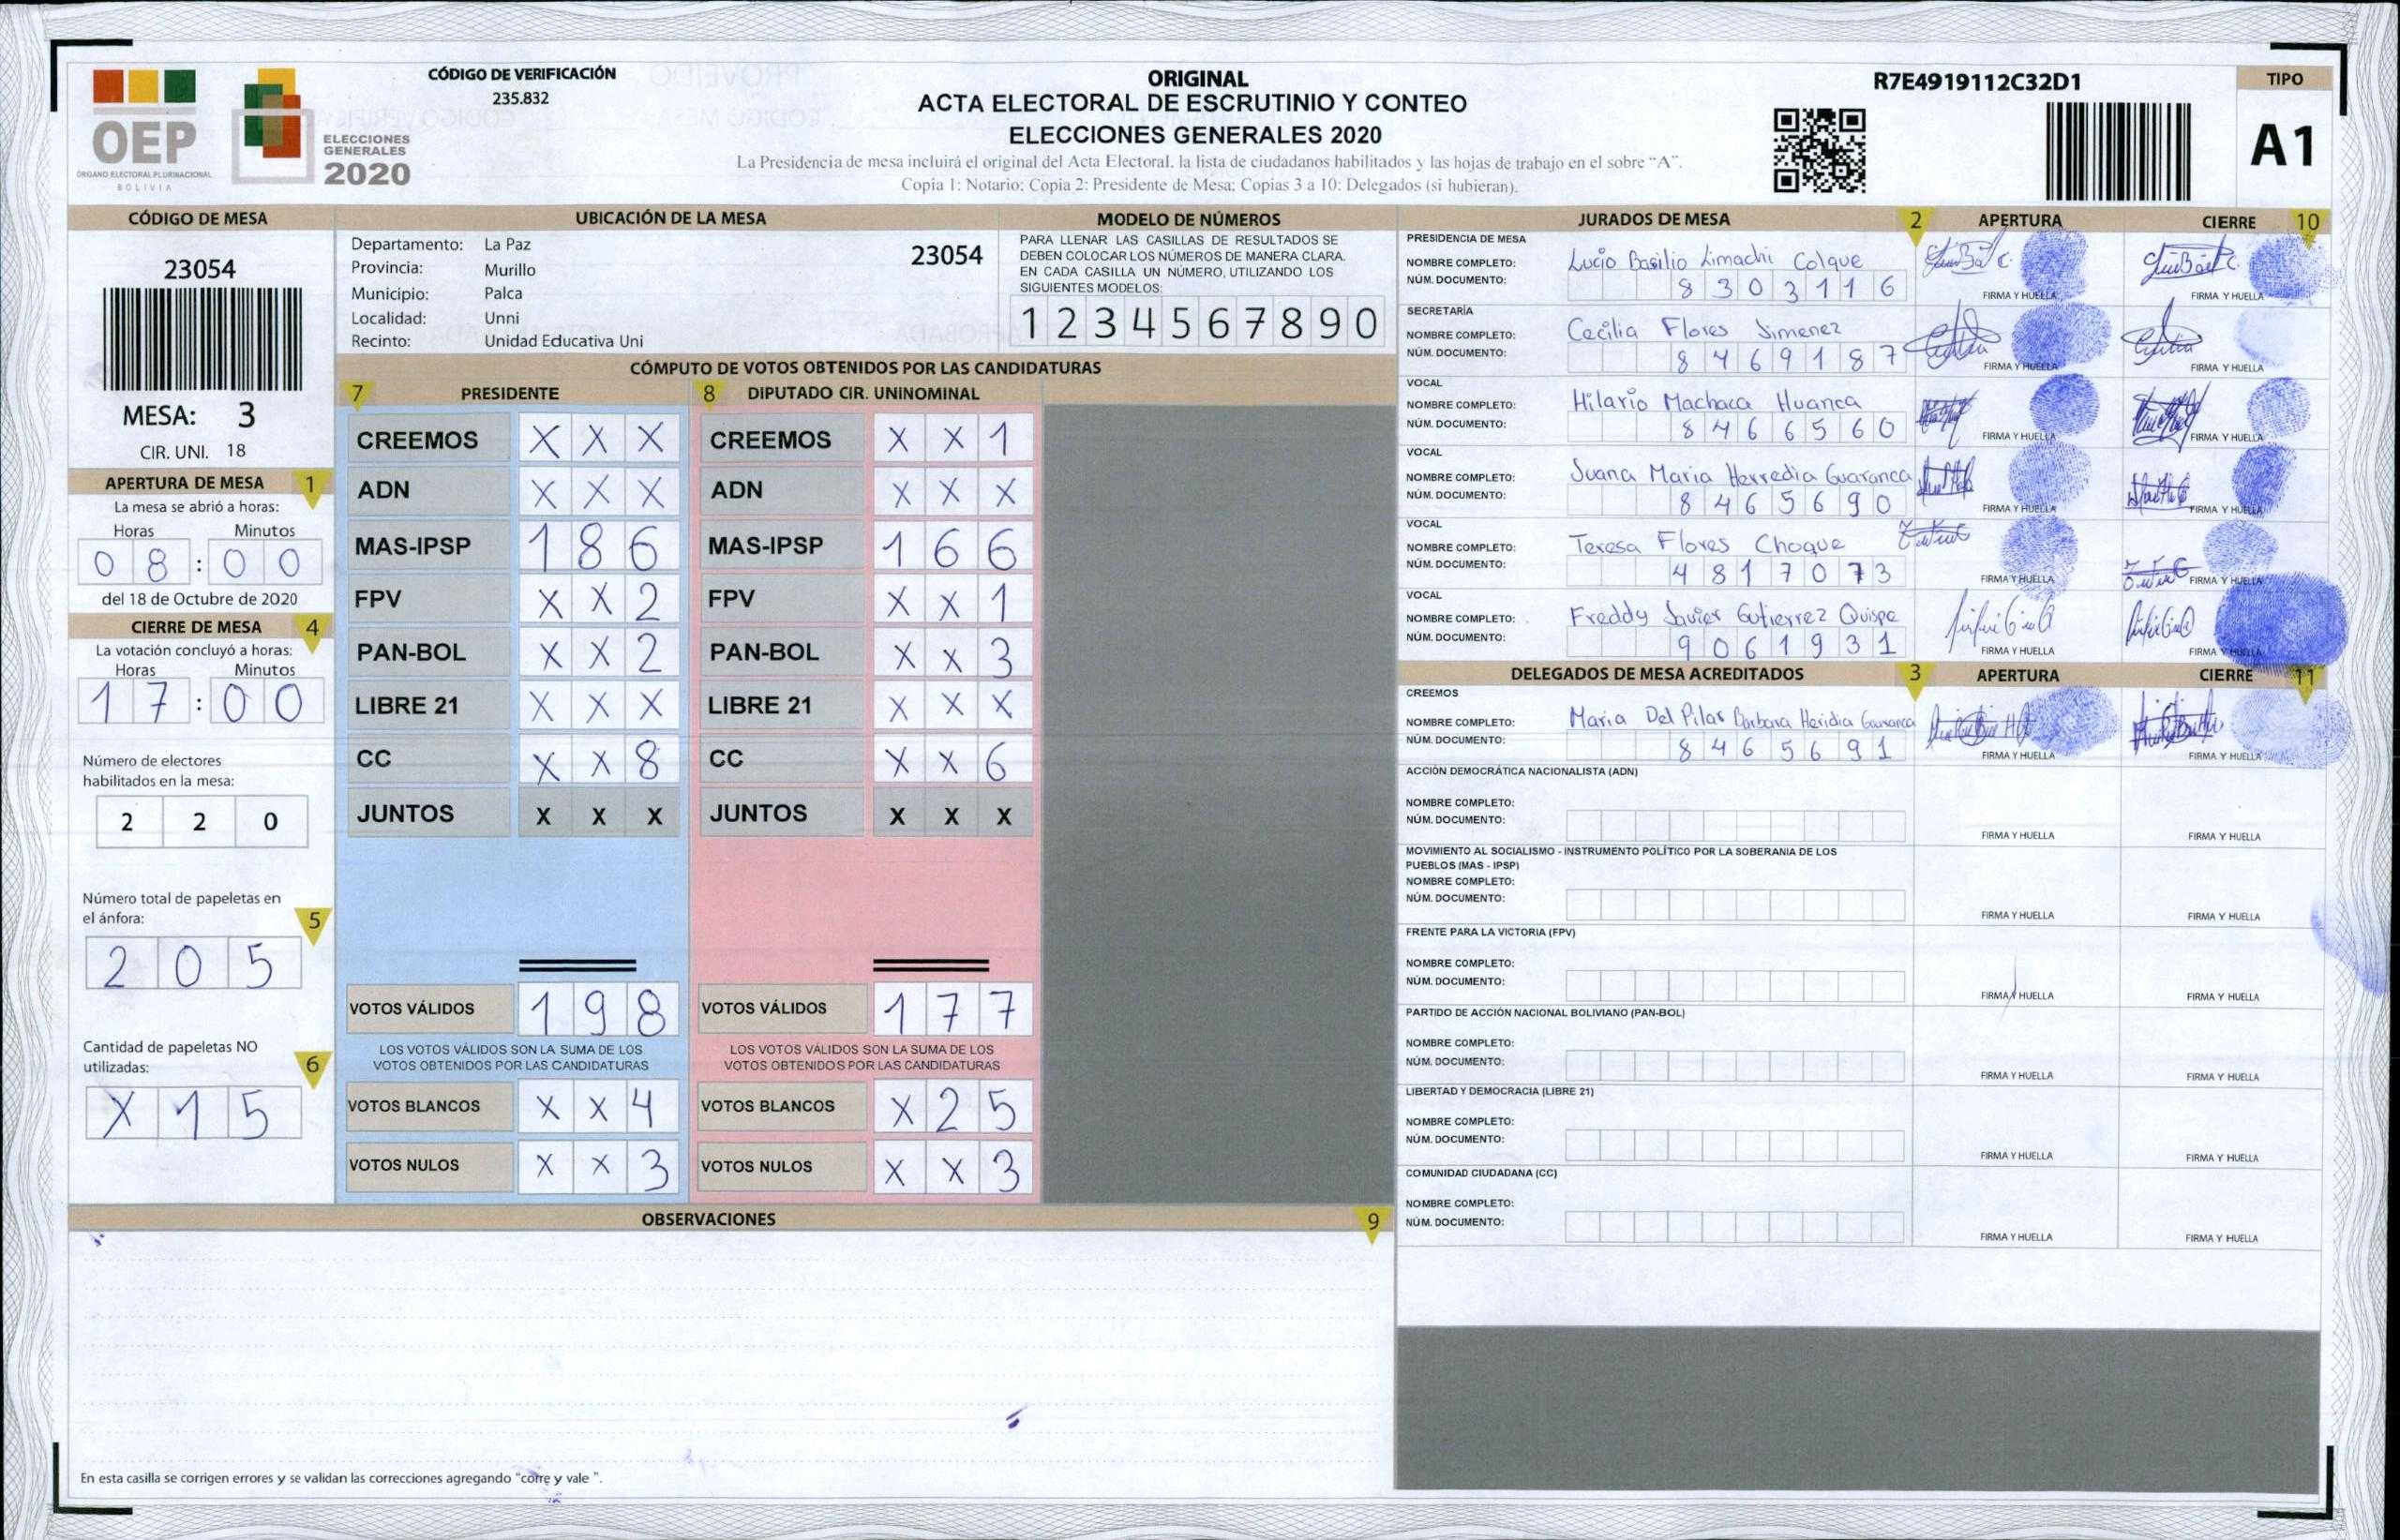 CÓDIGO DE VERIFICACIÓN
235.832
OEP
ÓRGANO ELECTORAL PLURINACIONAL
BOLIVIA
ELECCIONES
GENERALES
2020
ORIGINAL
ACTA ELECTORAL DE ESCRUTINIO Y CONTEO
ELECCIONES GENERALES 2020
La Presidencia de mesa incluirá el original del Acta Electoral, la lista de ciudadanos habilitados y las hojas de trabajo en el sobre "A".
Copia 1: Notario; Copia 2: Presidente de Mesa; Copias 3 a 10: Delegados (si hubieran).
R7E4919112C32D1
TIPO
A1
CÓDIGO DE MESA
23054
MESA: 3
CIR. UNI. 18
APERTURA DE MESA 1
La mesa se abrió a horas:
Horas Minutos
0 8 : 0 0
del 18 de Octubre de 2020
CIERRE DE MESA 4
La votación concluyó a horas:
Horas Minutos
1 7 : 0 0
Número de electores
habilitados en la mesa:
2 2 0
Número total de papeletas en
el ánfora: 5
2 0 5
Cantidad de papeletas NO
utilizadas: 6
X 1 5
UBICACIÓN DE LA MESA
Departamento: La Paz 23054
Provincia: Murillo
Municipio: Palca
Localidad: Unni
Recinto: Unidad Educativa Uni
MODELO DE NÚMEROS
PARA LLENAR LAS CASILLAS DE RESULTADOS SE
DEBEN COLOCAR LOS NÚMEROS DE MANERA CLARA.
EN CADA CASILLA UN NÚMERO, UTILIZANDO LOS
SIGUIENTES MODELOS:
1 2 3 4 5 6 7 8 9 0
CÓMPUTO DE VOTOS OBTENIDOS POR LAS CANDIDATURAS
7 PRESIDENTE 8 DIPUTADO CIR. UNINOMINAL
CREEMOS X X X CREEMOS X X 1
ADN X X X ADN X X X
MAS-IPSP 1 8 6 MAS-IPSP 1 6 6
FPV X X 2 FPV X X 1
PAN-BOL X X 2 PAN-BOL X X 3
LIBRE 21 X X X LIBRE 21 X X X
CC X X 8 CC X X 6
JUNTOS X X X JUNTOS X X X
VOTOS VÁLIDOS 1 9 8 VOTOS VÁLIDOS 1 7 7
LOS VOTOS VÁLIDOS SON LA SUMA DE LOS LOS VOTOS VÁLIDOS SON LA SUMA DE LOS
VOTOS OBTENIDOS POR LAS CANDIDATURAS VOTOS OBTENIDOS POR LAS CANDIDATURAS
VOTOS BLANCOS X X 4 VOTOS BLANCOS X 2 5
VOTOS NULOS X X 3 VOTOS NULOS X X 3
OBSERVACIONES 9
En esta casilla se corrigen errores y se validan las correcciones agregando "corre y vale ".
JURADOS DE MESA 2 APERTURA CIERRE 10
PRESIDENCIA DE MESA
NOMBRE COMPLETO: Lucio Basilio Limachi Colque
NÚM. DOCUMENTO: 8 3 0 3 1 1 6
FIRMA Y HUELLA FIRMA Y HUELLA
SECRETARÍA
NOMBRE COMPLETO: Cecilia Flores Jimenez
NÚM. DOCUMENTO: 8 4 6 9 1 8 7
FIRMA Y HUELLA FIRMA Y HUELLA
VOCAL
NOMBRE COMPLETO: Hilario Machaca Huanca
NÚM. DOCUMENTO: 8 4 6 6 5 6 0
FIRMA Y HUELLA FIRMA Y HUELLA
VOCAL
NOMBRE COMPLETO: Juana Maria Herredia Guaranca
NÚM. DOCUMENTO: 8 4 6 5 6 9 0
FIRMA Y HUELLA FIRMA Y HUELLA
VOCAL
NOMBRE COMPLETO: Teresa Flores Choque
NÚM. DOCUMENTO: 4 8 1 7 0 7 3
FIRMA Y HUELLA FIRMA Y HUELLA
VOCAL
NOMBRE COMPLETO: Freddy Javier Gutierrez Quispe
NÚM. DOCUMENTO: 9 0 6 1 9 3 1
FIRMA Y HUELLA FIRMA Y HUELLA
DELEGADOS DE MESA ACREDITADOS 3 APERTURA CIERRE 11
CREEMOS
NOMBRE COMPLETO: Maria Del Pilar Barbara Heridia Guaranca
NÚM. DOCUMENTO: 8 4 6 5 6 9 1
FIRMA Y HUELLA FIRMA Y HUELLA
ACCIÓN DEMOCRÁTICA NACIONALISTA (ADN)
NOMBRE COMPLETO:
NÚM. DOCUMENTO:
FIRMA Y HUELLA FIRMA Y HUELLA
MOVIMIENTO AL SOCIALISMO - INSTRUMENTO POLÍTICO POR LA SOBERANIA DE LOS
PUEBLOS (MAS - IPSP)
NOMBRE COMPLETO:
NÚM. DOCUMENTO:
FIRMA Y HUELLA FIRMA Y HUELLA
FRENTE PARA LA VICTORIA (FPV)
NOMBRE COMPLETO:
NÚM. DOCUMENTO:
FIRMA Y HUELLA FIRMA Y HUELLA
PARTIDO DE ACCIÓN NACIONAL BOLIVIANO (PAN-BOL)
NOMBRE COMPLETO:
NÚM. DOCUMENTO:
FIRMA Y HUELLA FIRMA Y HUELLA
LIBERTAD Y DEMOCRACIA (LIBRE 21)
NOMBRE COMPLETO:
NÚM. DOCUMENTO:
FIRMA Y HUELLA FIRMA Y HUELLA
COMUNIDAD CIUDADANA (CC)
NOMBRE COMPLETO:
NÚM. DOCUMENTO:
FIRMA Y HUELLA FIRMA Y HUELLA